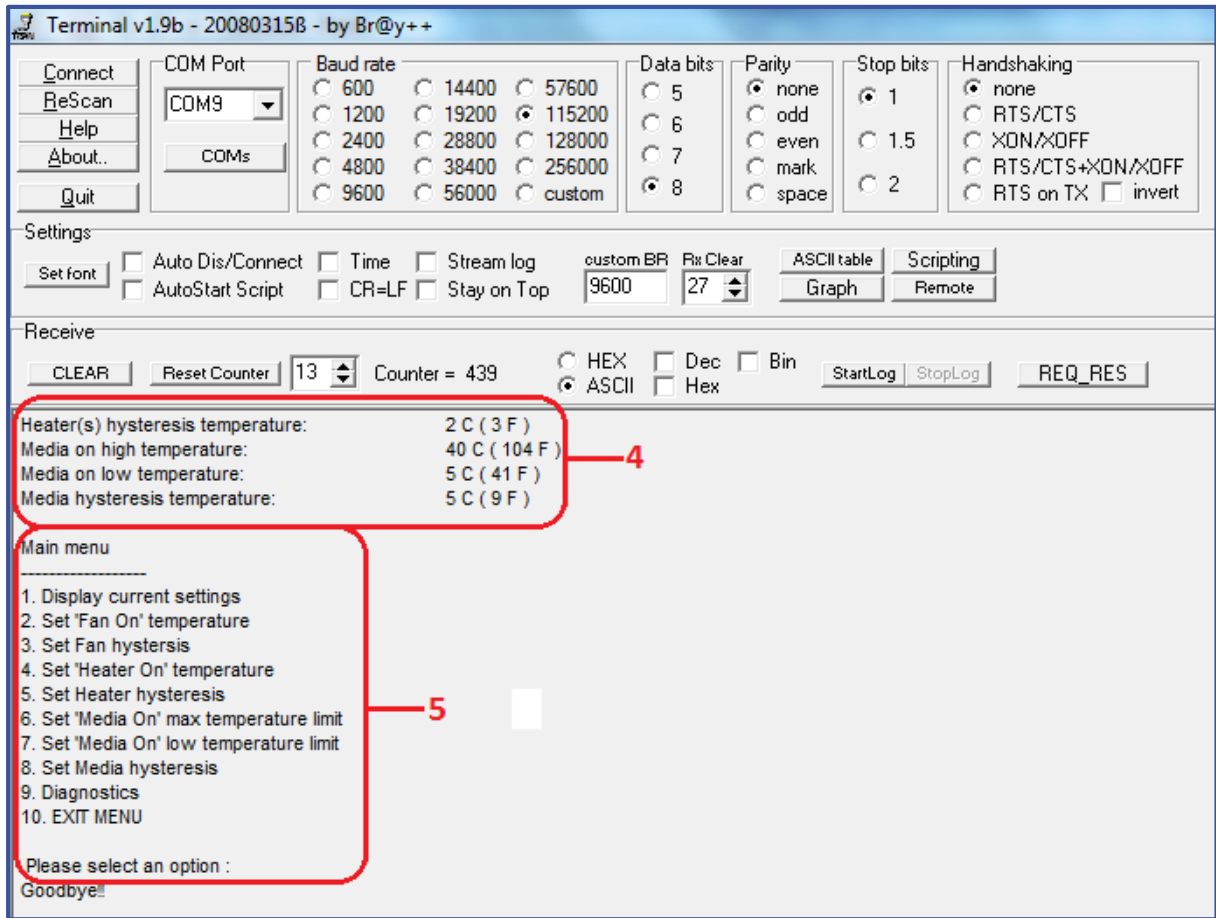 Terminal v1.9b - 20080315ß - by Br@y++
Connect
ReScan
Help
About..
Quit
COM Port
COM9
COMs
Baud rate
600 14400 57600
1200 19200 115200
2400 28800 128000
4800 38400 256000
9600 56000 custom
Data bits
5
6
7
8
Parity
none
odd
even
mark
space
Stop bits
1
1.5
2
Handshaking
none
RTS/CTS
XON/XOFF
RTS/CTS+XON/XOFF
RTS on TX invert
Settings
Set font
Auto Dis/Connect Time Stream log
AutoStart Script CR=LF Stay on Top
custom BR Rx Clear
9600 27
ASCII table Scripting
Graph Remote
Receive
CLEAR Reset Counter 13 Counter = 439
HEX Dec Bin
ASCII Hex
StartLog StopLog REQ_RES
Heater(s) hysteresis temperature: 2 C ( 3 F )
Media on high temperature: 40 C ( 104 F )
Media on low temperature: 5 C ( 41 F )
Media hysteresis temperature: 5 C ( 9 F )
4
Main menu
------------------
1. Display current settings
2. Set 'Fan On' temperature
3. Set Fan hystersis
4. Set 'Heater On' temperature
5. Set Heater hysteresis
6. Set 'Media On' max temperature limit
7. Set 'Media On' low temperature limit
8. Set Media hysteresis
9. Diagnostics
10. EXIT MENU
5
Please select an option :
Goodbye!!